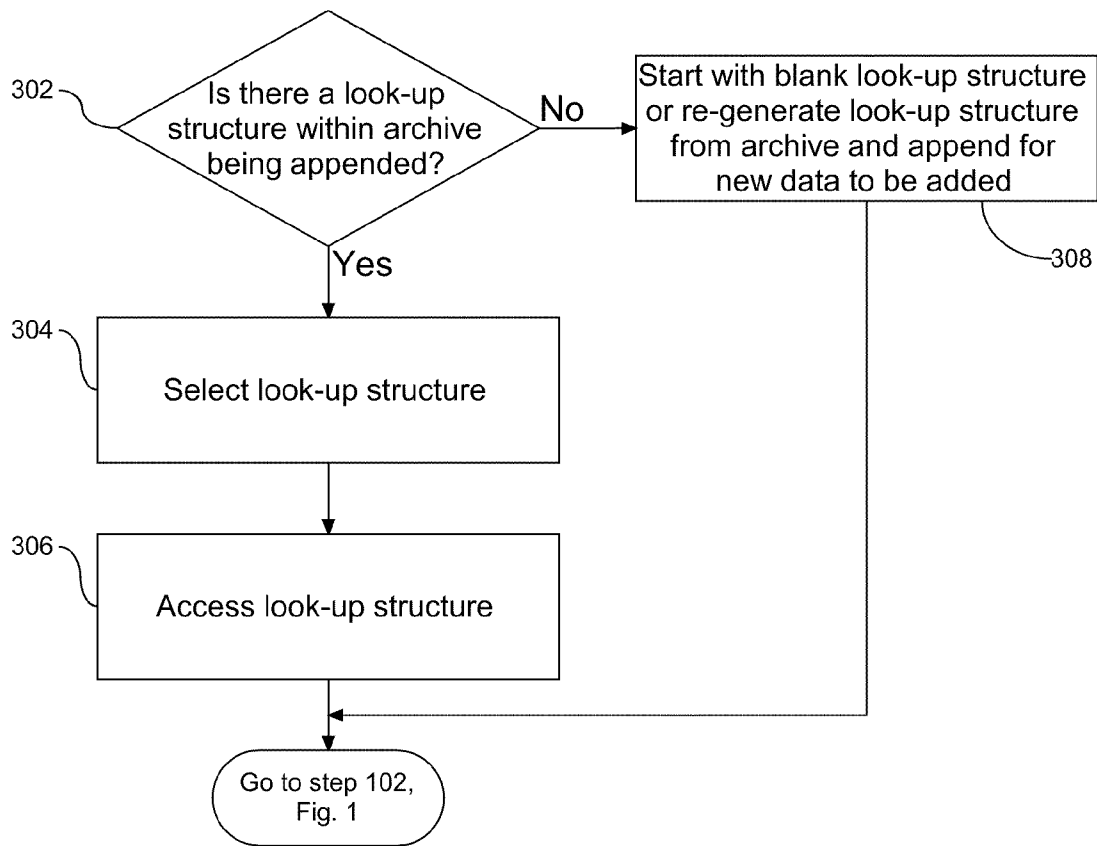 302
Is there a look-up
structure within archive
being appended?
No
Start with blank look-up structure
or re-generate look-up structure
from archive and append for
new data to be added
308
Yes
304
Select look-up structure
306
Access look-up structure
Go to step 102,
Fig. 1